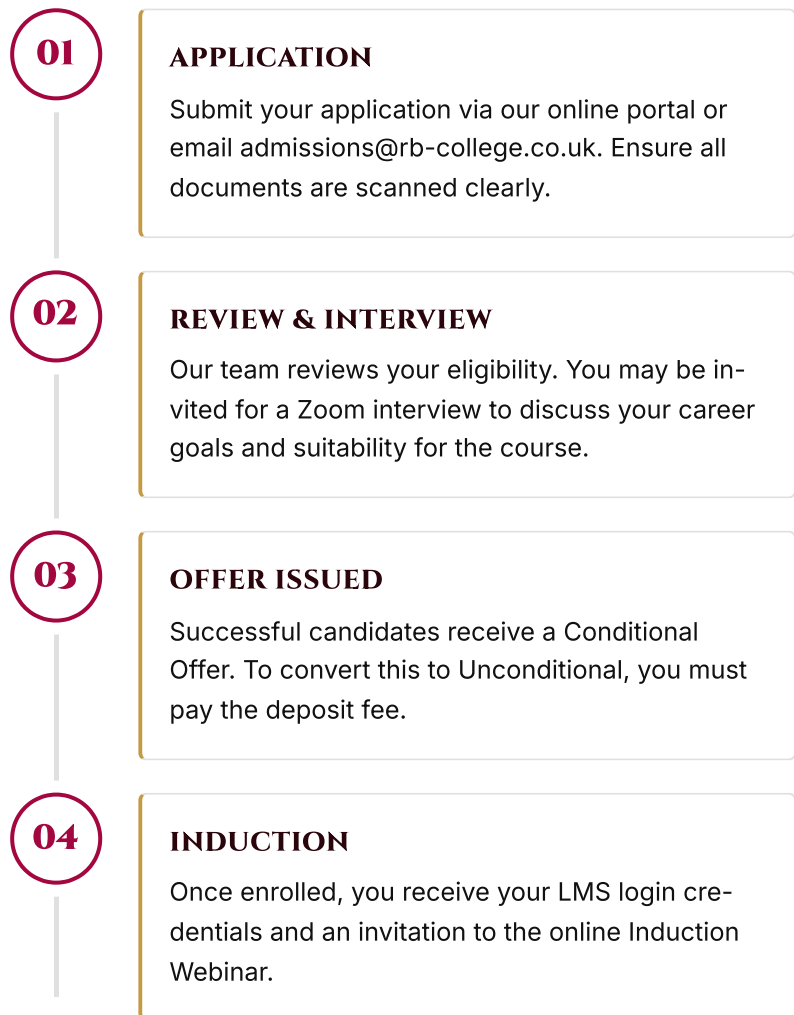 01
APPLICATION
Submit your application via our online portal or
email admissions@rb-college.co.uk. Ensure all
documents are scanned clearly.
02
REVIEW & INTERVIEW
Our team reviews your eligibility. You may be in-
vited for a Zoom interview to discuss your career
goals and suitability for the course.
03
OFFER ISSUED
Successful candidates receive a Conditional
Offer. To convert this to Unconditional, you must
pay the deposit fee.
04
INDUCTION
Once enrolled, you receive your LMS login cre-
dentials and an invitation to the online Induction
Webinar.